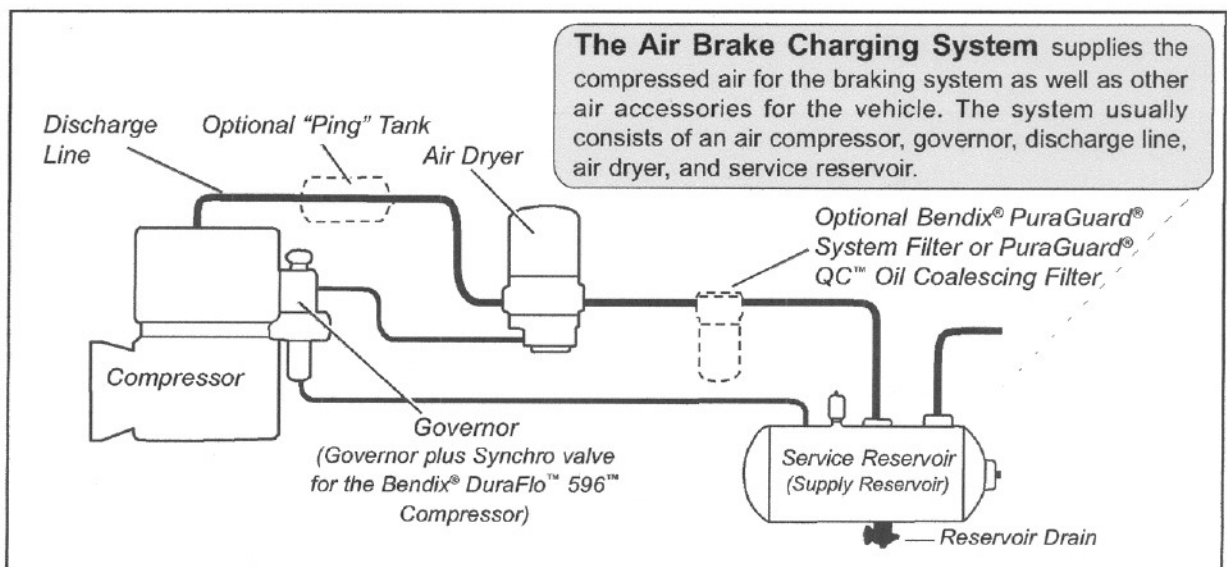 The Air Brake Charging System supplies the
compressed air for the braking system as well as other
air accessories for the vehicle. The system usually
consists of an air compressor, governor, discharge line,
air dryer, and service reservoir.
Discharge
Line
Optional “Ping” Tank
Air Dryer
Optional Bendix® PuraGuard®
System Filter or PuraGuard®
QC™ Oil Coalescing Filter
Compressor
Governor
(Governor plus Synchro valve
for the Bendix® DuraFlo™ 596™
Compressor)
Service Reservoir
(Supply Reservoir)
Reservoir Drain